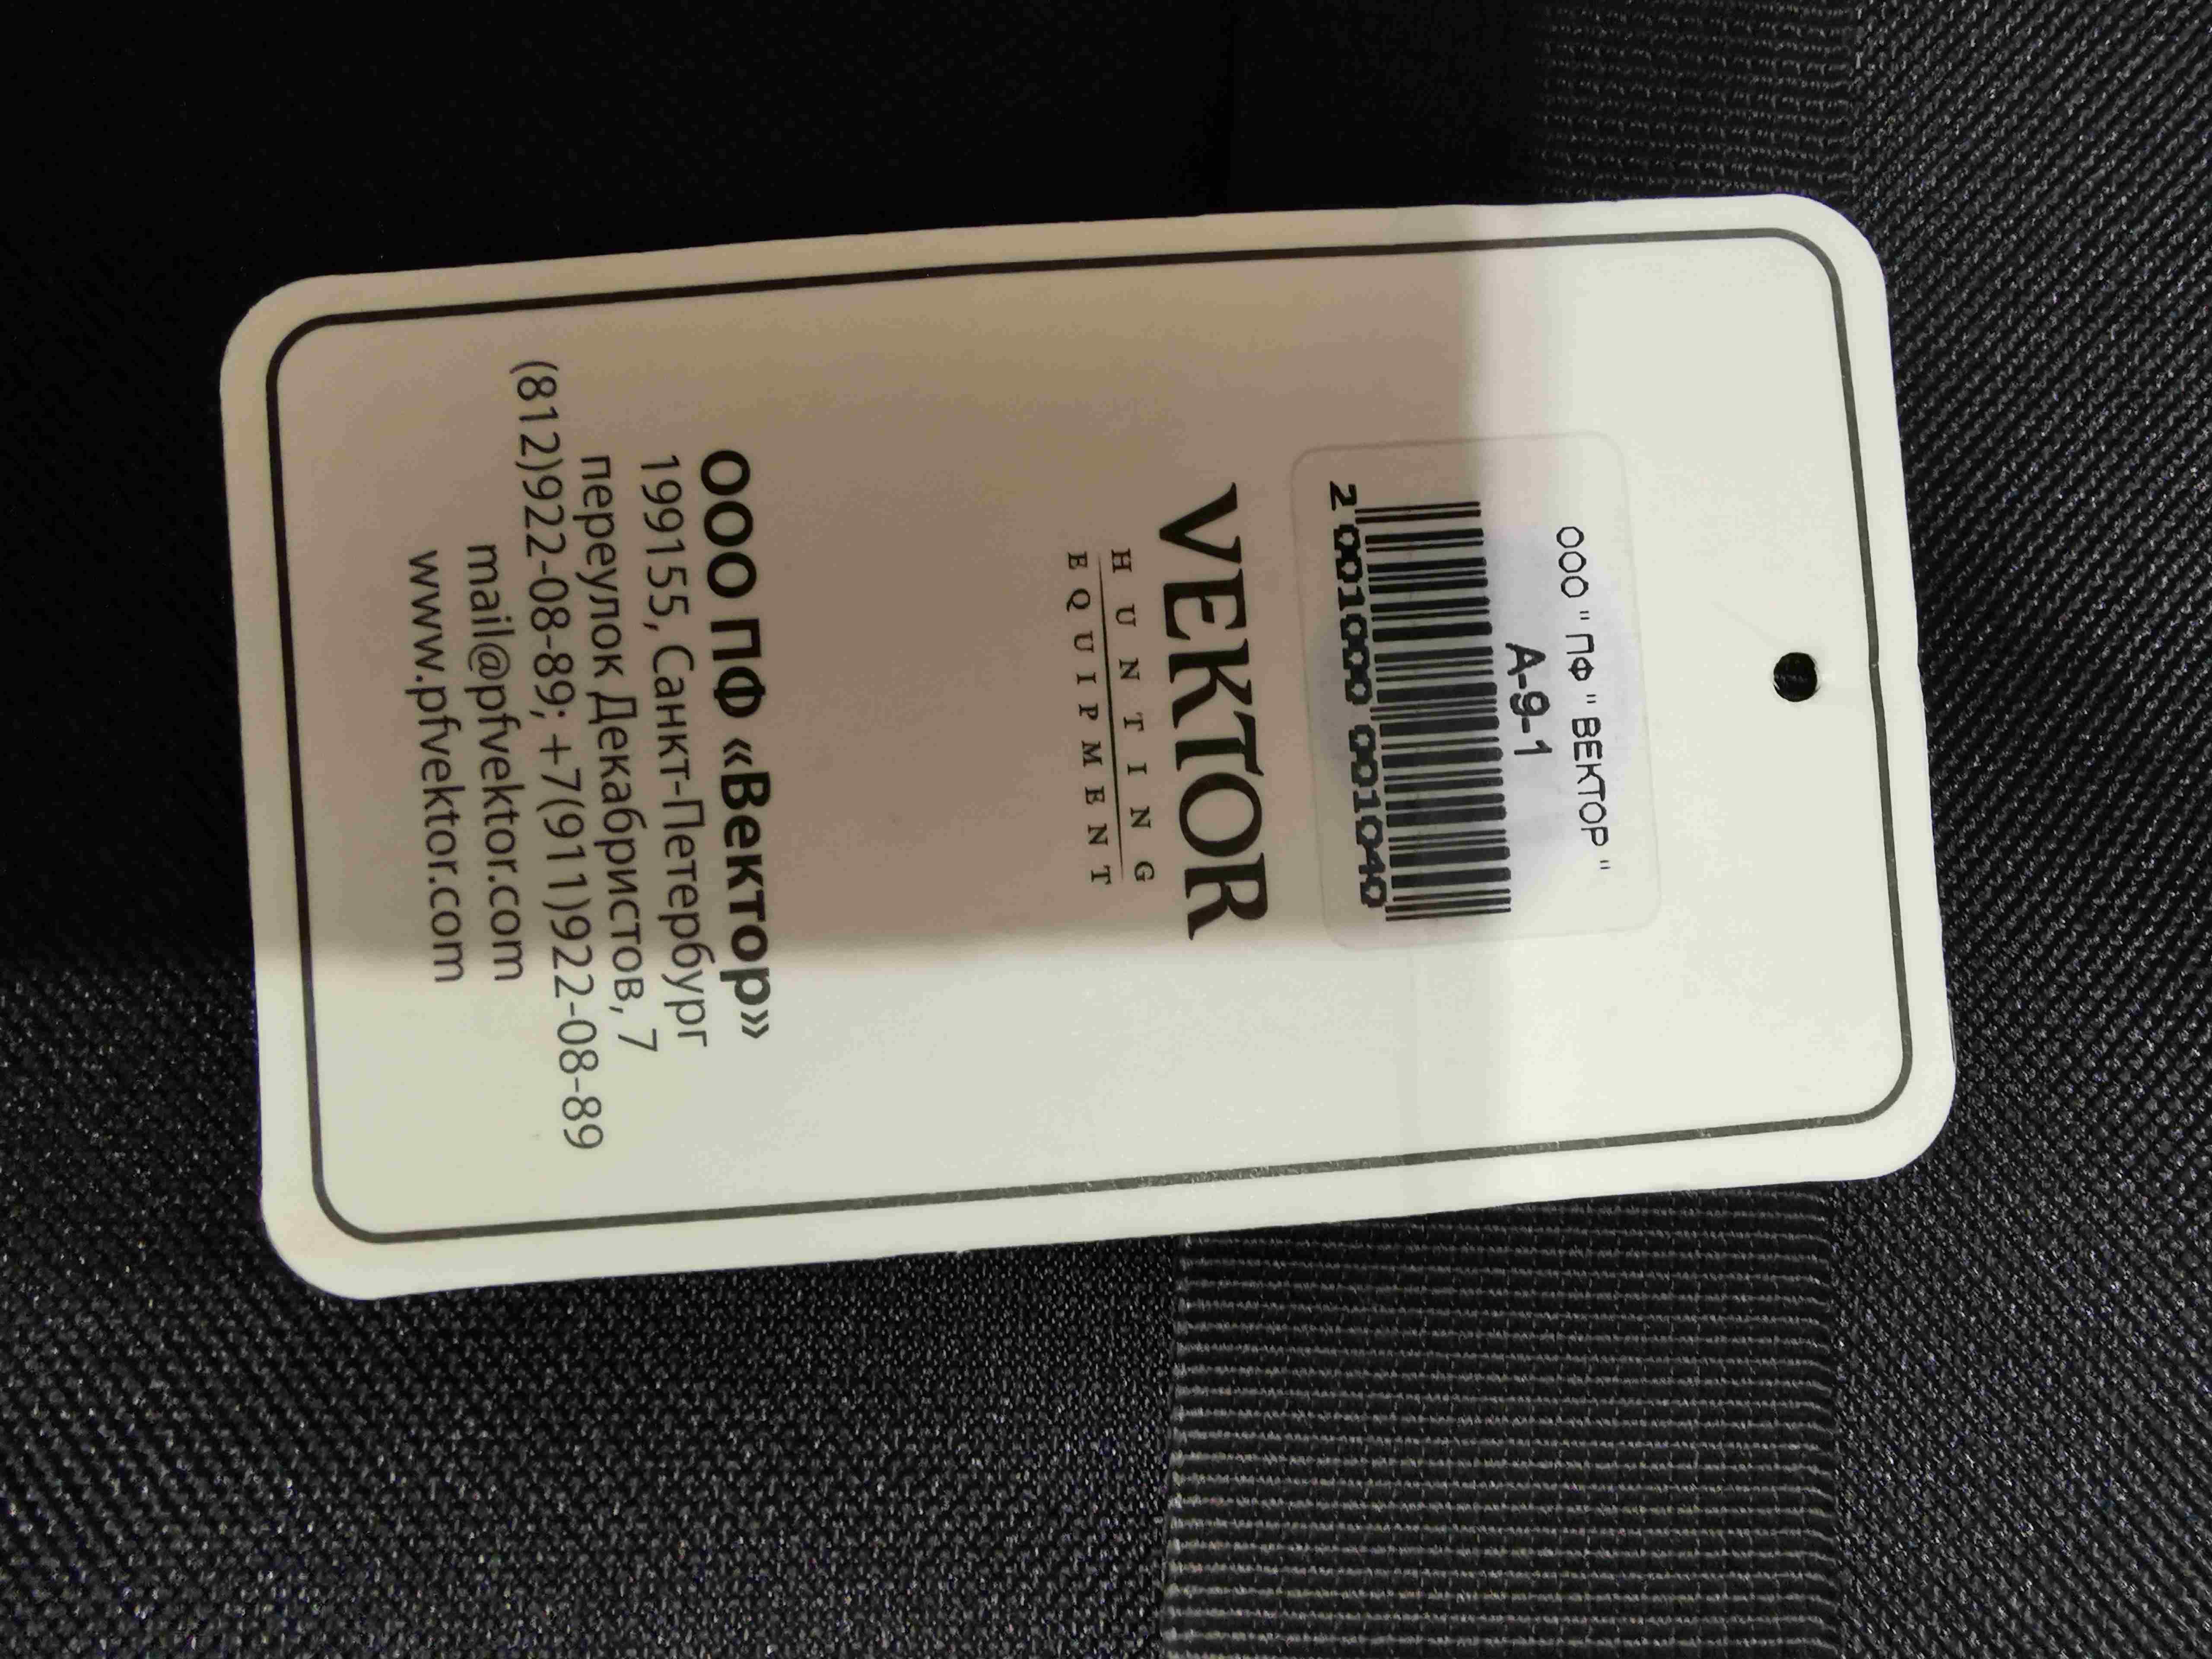 ООО " ПФ " ВЕКТОР "
А-9-1
2 001000 001040
VEKTOR
HUNTING
EQUIPMENT
ООО ПФ «Вектор»
199155, Санкт-Петербург
переулок Декабристов, 7
(812)922-08-89; +7(911)922-08-89
mail@pfvektor.com
www.pfvektor.com